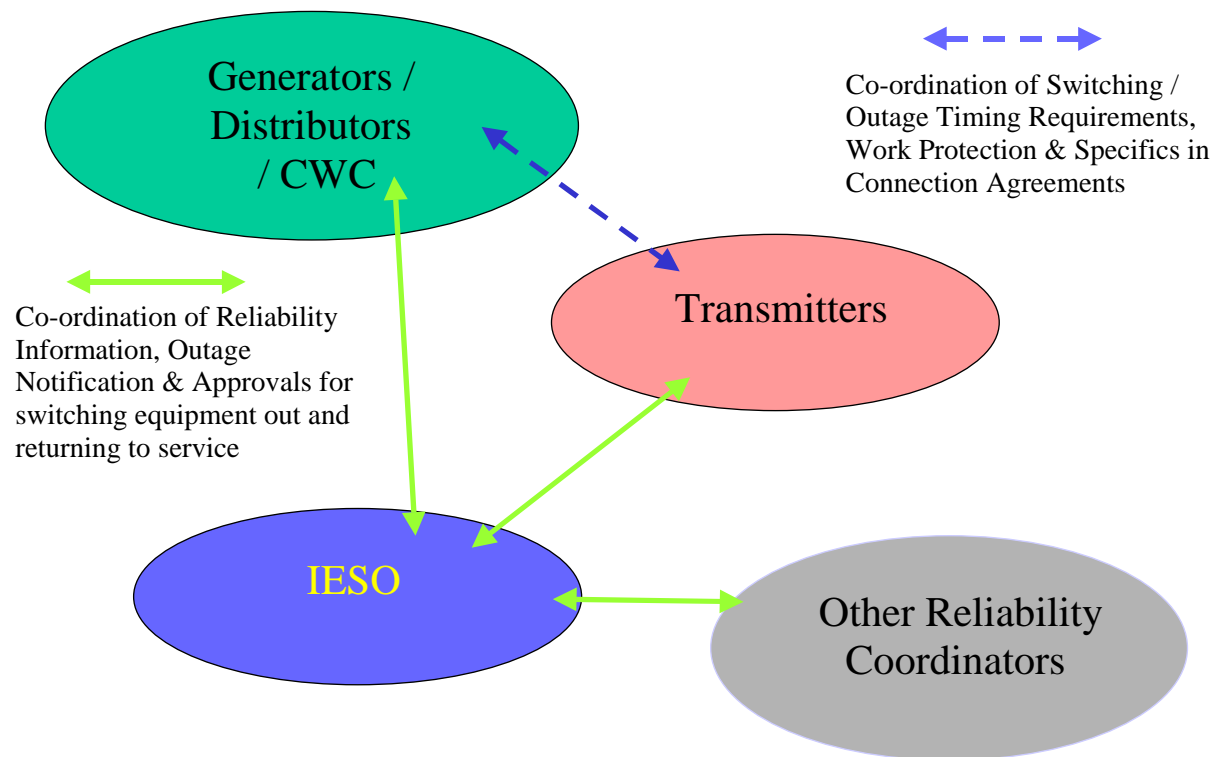 Generators /
Distributors
/ CWC
Co-ordination of Switching /
Outage Timing Requirements,
Work Protection & Specifics in
Connection Agreements
Transmitters
Co-ordination of Reliability
Information, Outage
Notification & Approvals for
switching equipment out and
returning to service
IESO
Other Reliability
Coordinators